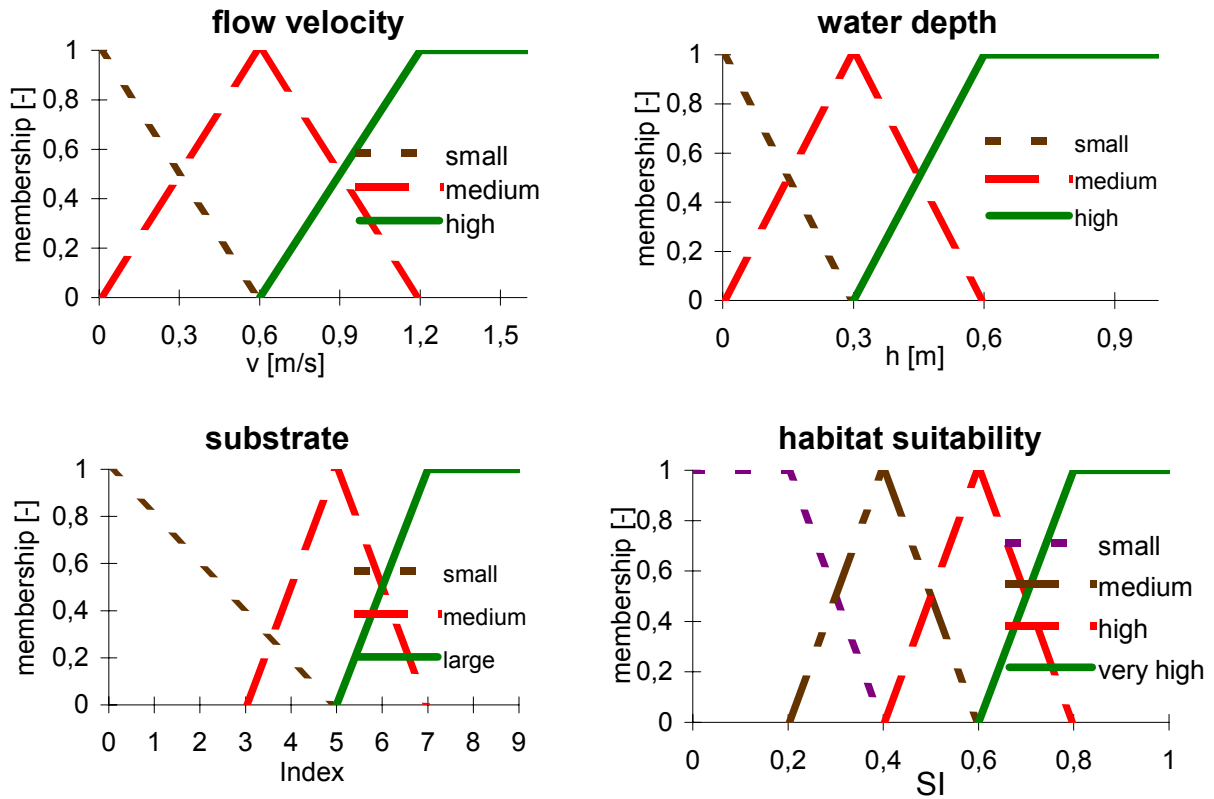 flow velocity
membership [-]
1
0,8
0,6
0,4
0,2
0
0 0,3 0,6 0,9 1,2 1,5
v [m/s]
small
medium
high
water depth
membership [-]
1
0,8
0,6
0,4
0,2
0
0 0,3 0,6 0,9
h [m]
small
medium
high
substrate
membership [-]
1
0,8
0,6
0,4
0,2
0
0 1 2 3 4 5 6 7 8 9
Index
small
medium
large
habitat suitability
membership [-]
1
0,8
0,6
0,4
0,2
0
0 0,2 0,4 0,6 0,8 1
SI
small
medium
high
very high